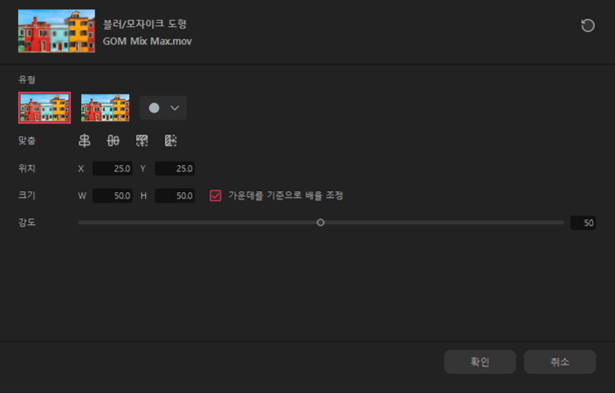 블러/모자이크 도형
GOM Mix Max.mov
유형
맞춤
위치 X 25.0 Y 25.0
크기 W 50.0 H 50.0 가운데를 기준으로 배율 조정
강도 50
확인 취소